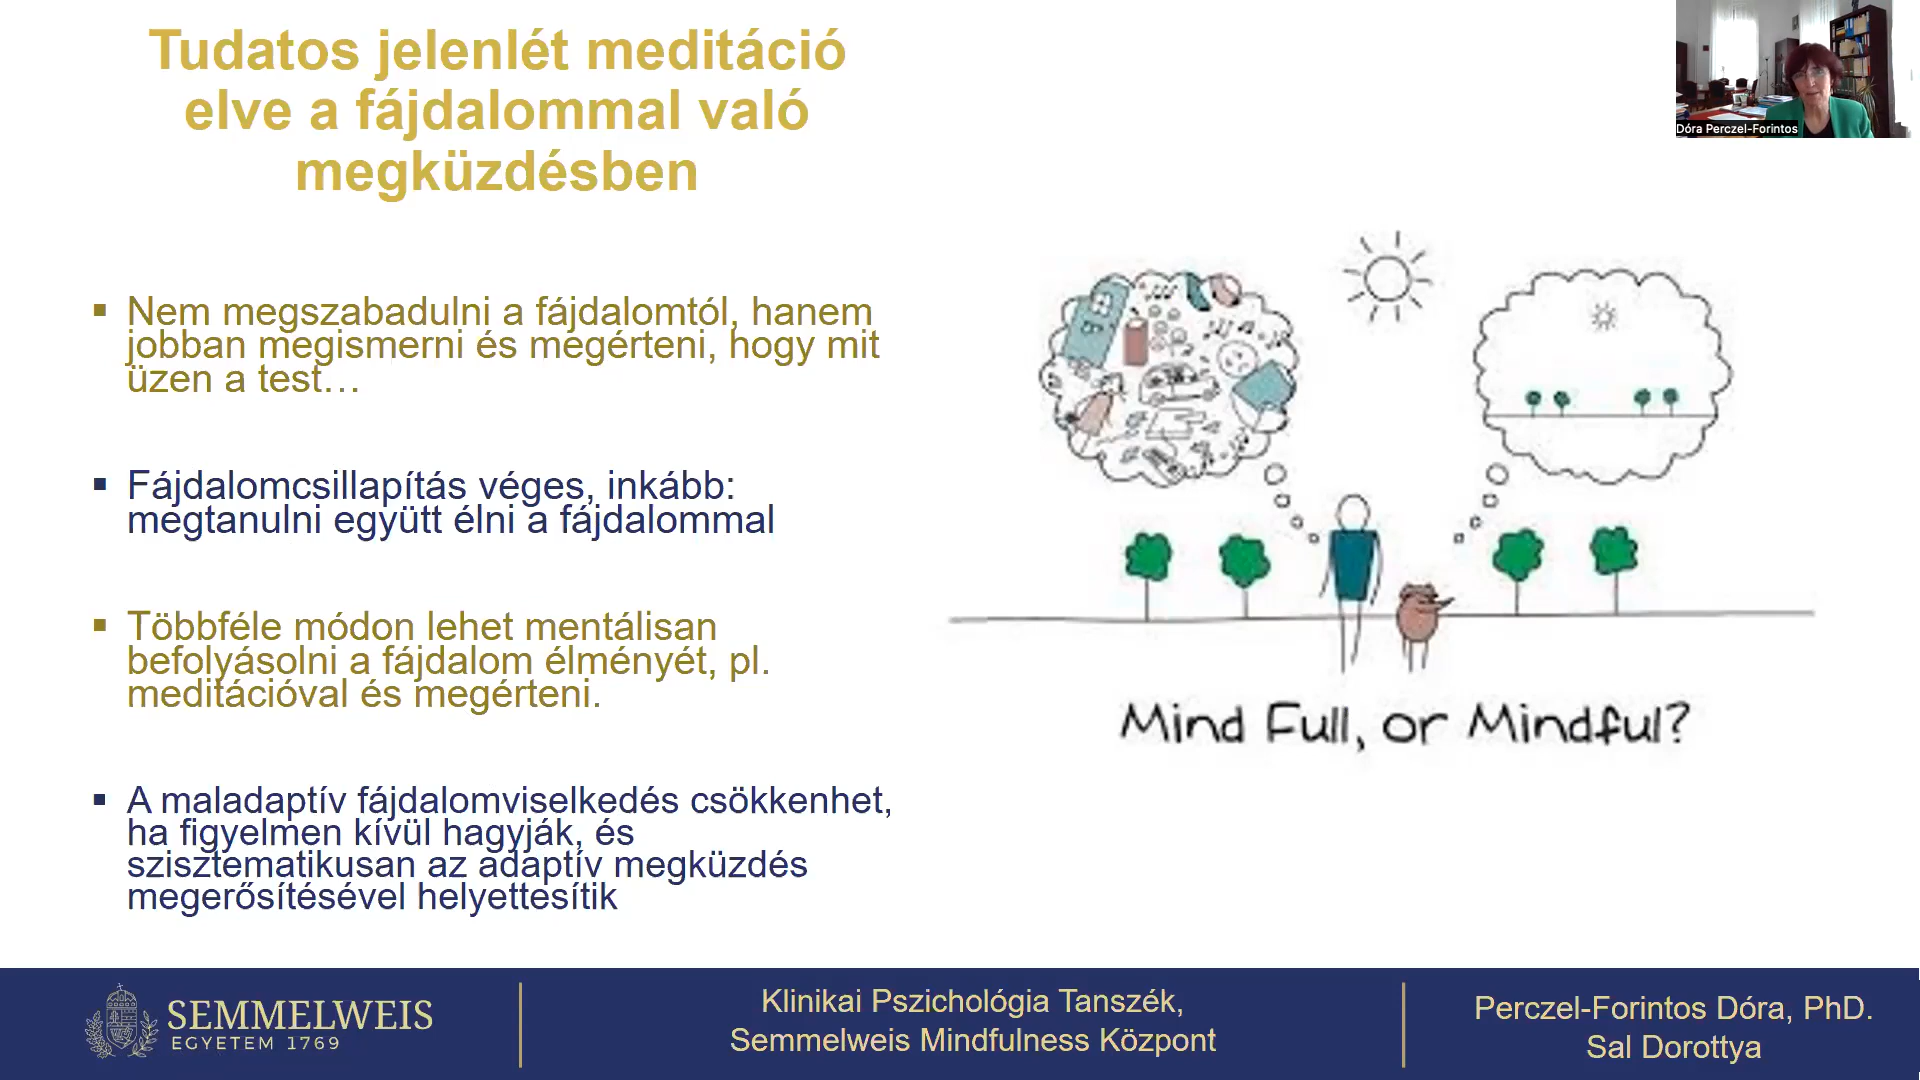 Tudatos jelenlét meditáció
elve a fájdalommal való
megküzdésben
Dóra Perczel-Forintos
▪ Nem megszabadulni a fájdalomtól, hanem
jobban megismerni és megérteni, hogy mit
üzen a test…
▪ Fájdalomcsillapítás véges, inkább:
megtanulni együtt élni a fájdalommal
▪ Többféle módon lehet mentálisan
befolyásolni a fájdalom élményét, pl.
meditációval és megérteni.
▪ A maladaptív fájdalomviselkedés csökkenhet,
ha figyelmen kívül hagyják, és
szisztematikusan az adaptív megküzdés
megerősítésével helyettesítik
Mind Full, or Mindful?
SEMMELWEIS
EGYETEM 1769
Klinikai Pszichológia Tanszék,
Semmelweis Mindfulness Központ
Perczel-Forintos Dóra, PhD.
Sal Dorottya